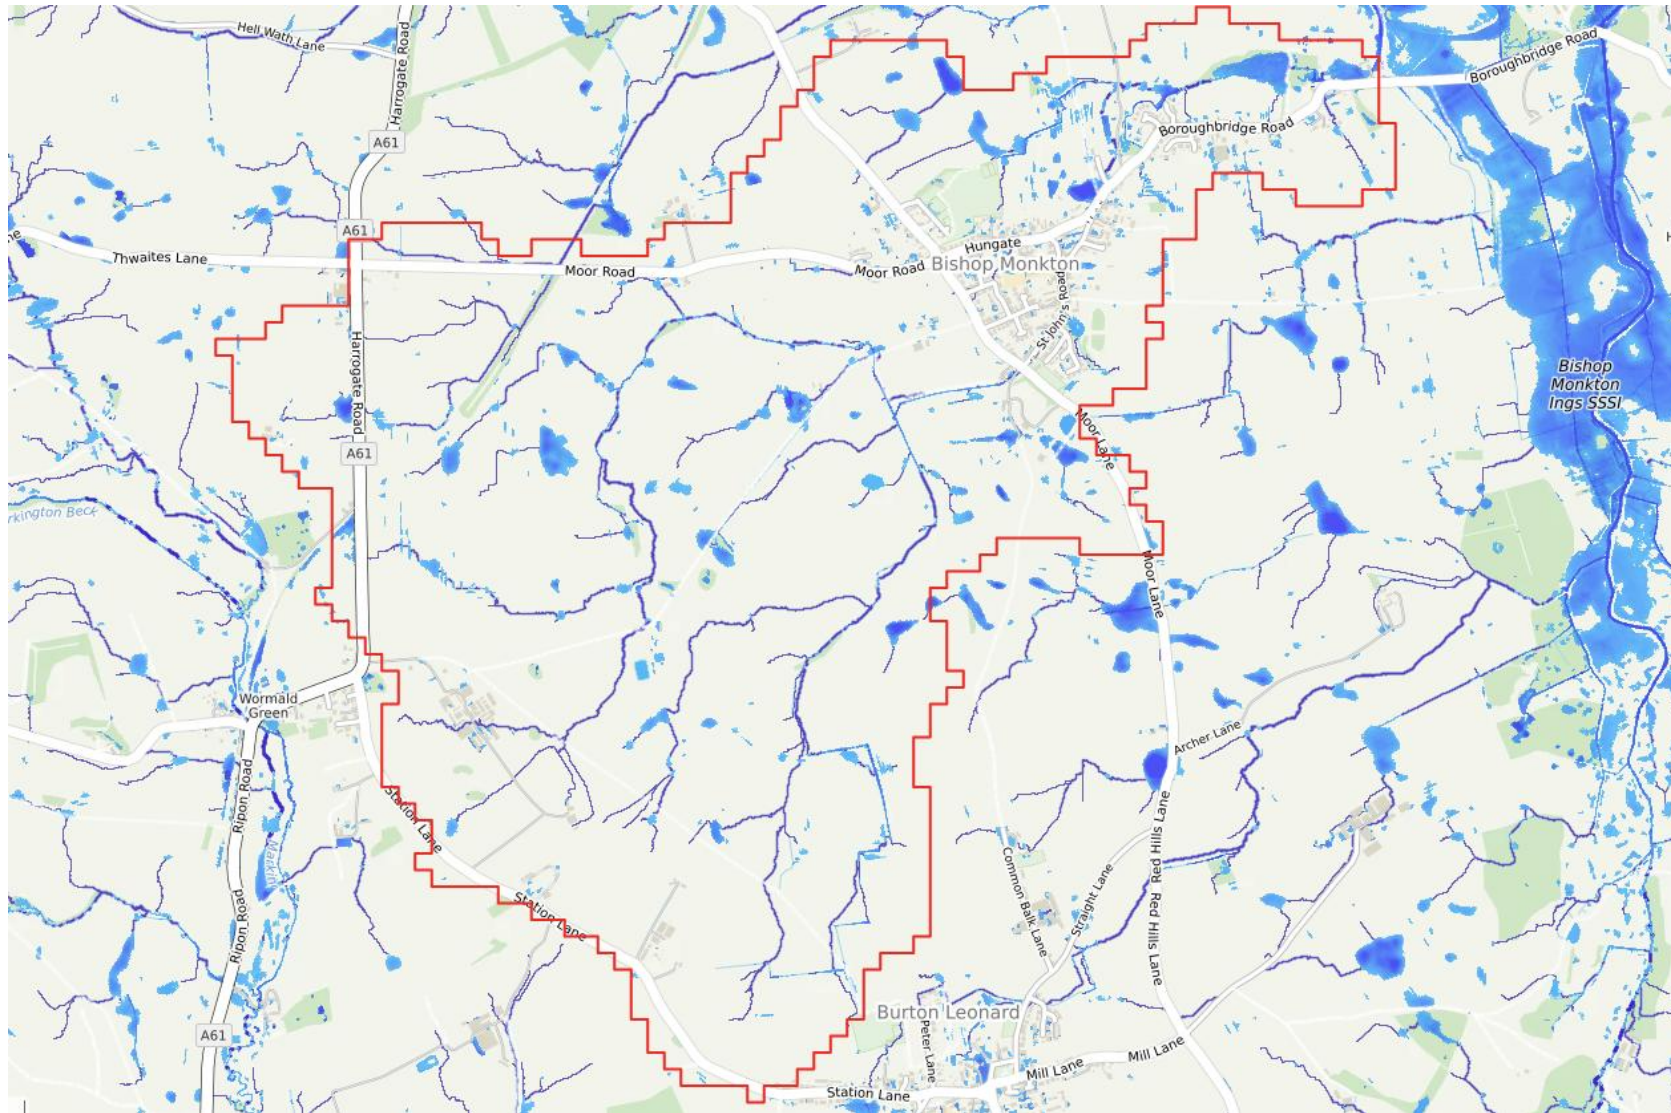 Hell Wath Lane
Harrogate Road
Boroughbridge Road
A61
Boroughbridge Road
A61
Thwaites Lane
Moor Road
Moor Road
Hungate
Bishop Monkton
St John's Road
Harrogate Road
Bishop
Monkton
Ings SSSI
Moor Lane
A61
rkington Beck
Moor Lane
Wormald
Green
Archer Lane
Ripon Road
Station Lane
Red Hills Lane
Red Hills Lane
Common Balk Lane
Straight Lane
Markin
Station Lane
Ripon Road
Burton Leonard
A61
Peter Lane
Mill Lane
Mill Lane
Station Lane